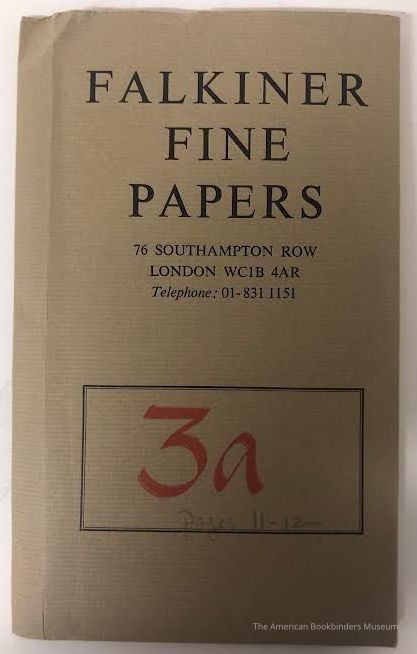 FALKINER
FINE
PAPERS
76 SOUTHAMPTON ROW
LONDON WC1B 4AR
Telephone: 01-831 1151
3a
pages 11-12
The American Bookbinders Museum